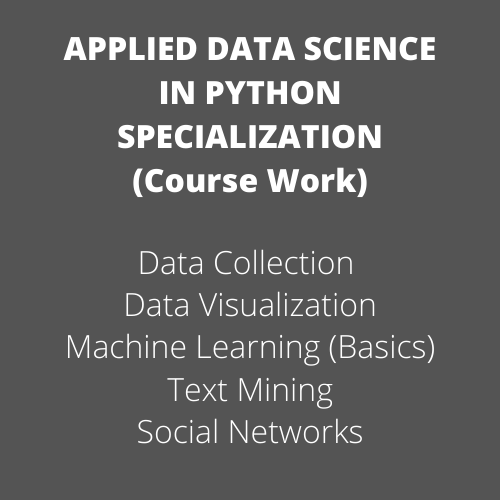 APPLIED DATA SCIENCE
IN PYTHON
SPECIALIZATION
(Course Work)
Data Collection
Data Visualization
Machine Learning (Basics)
Text Mining
Social Networks